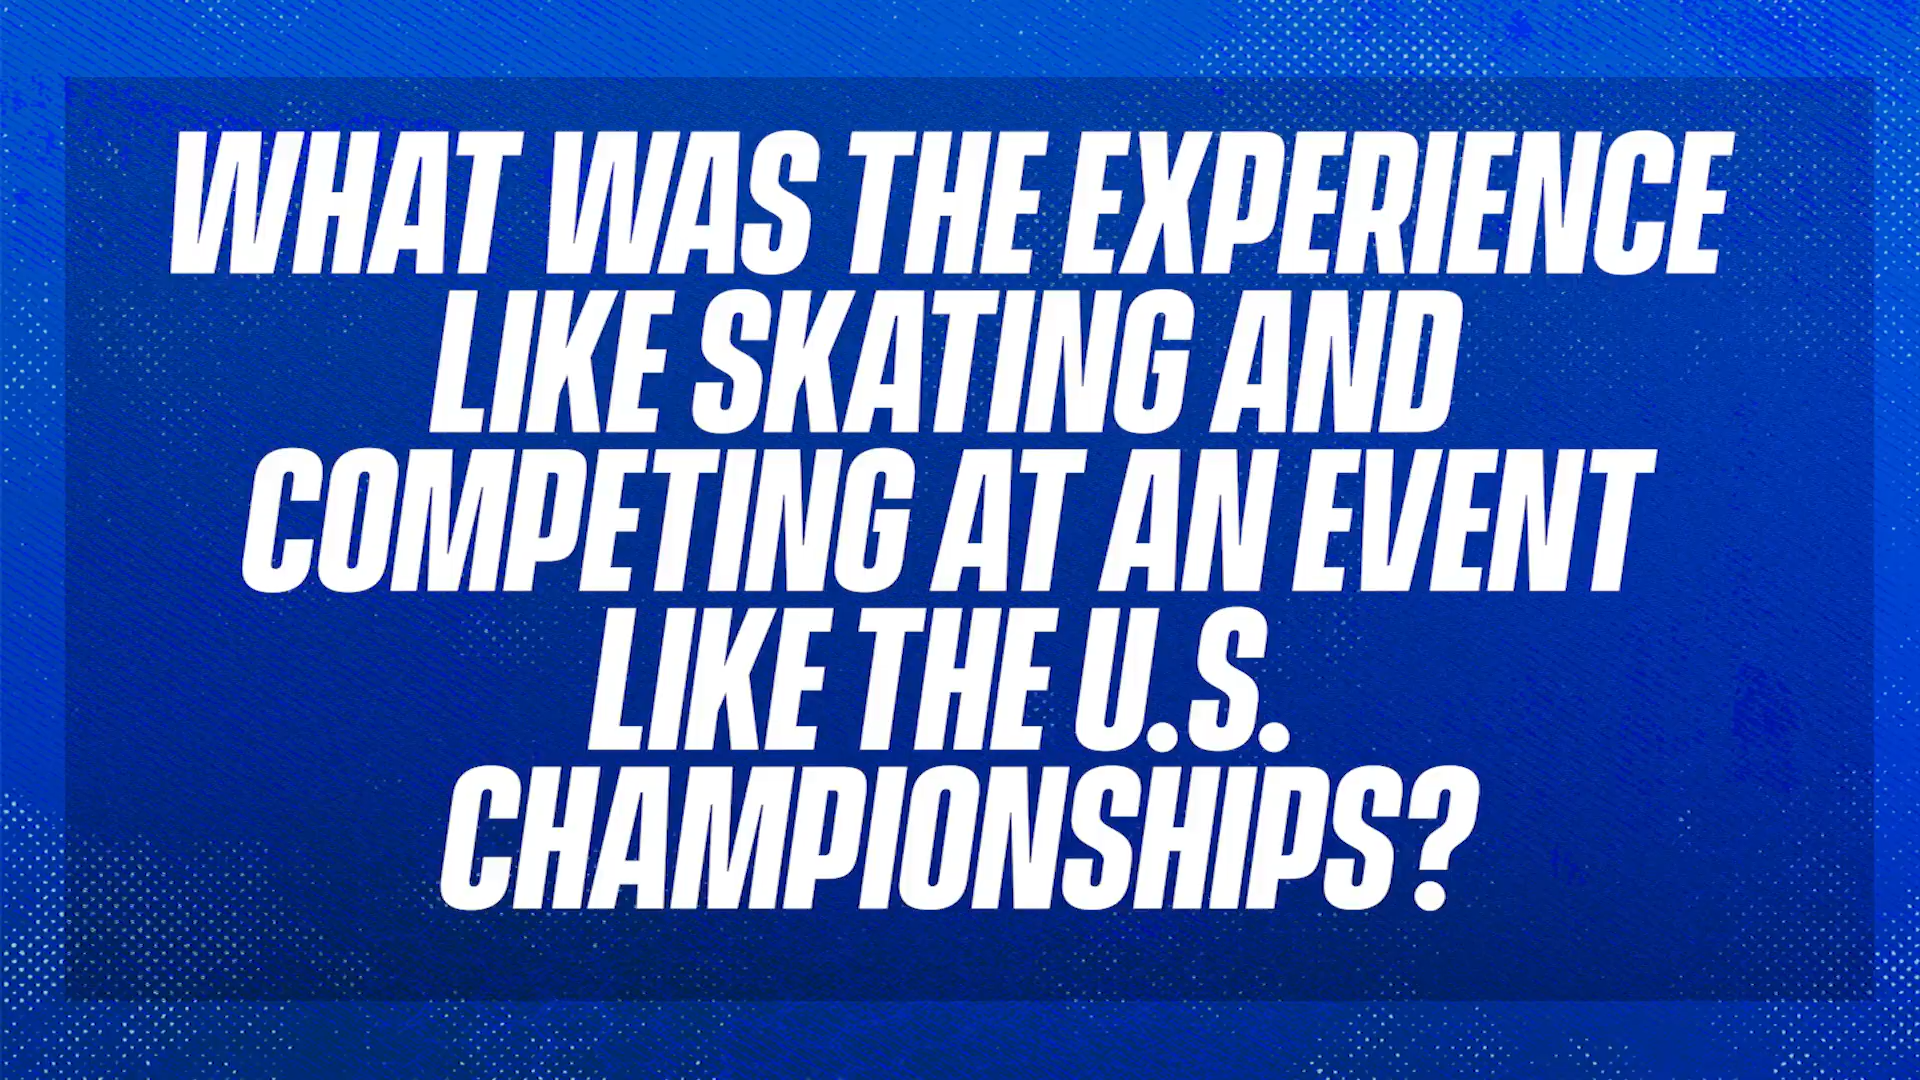 WHAT WAS THE EXPERIENCE
LIKE SKATING AND
COMPETING AT AN EVENT
LIKE THE U.S.
CHAMPIONSHIPS?